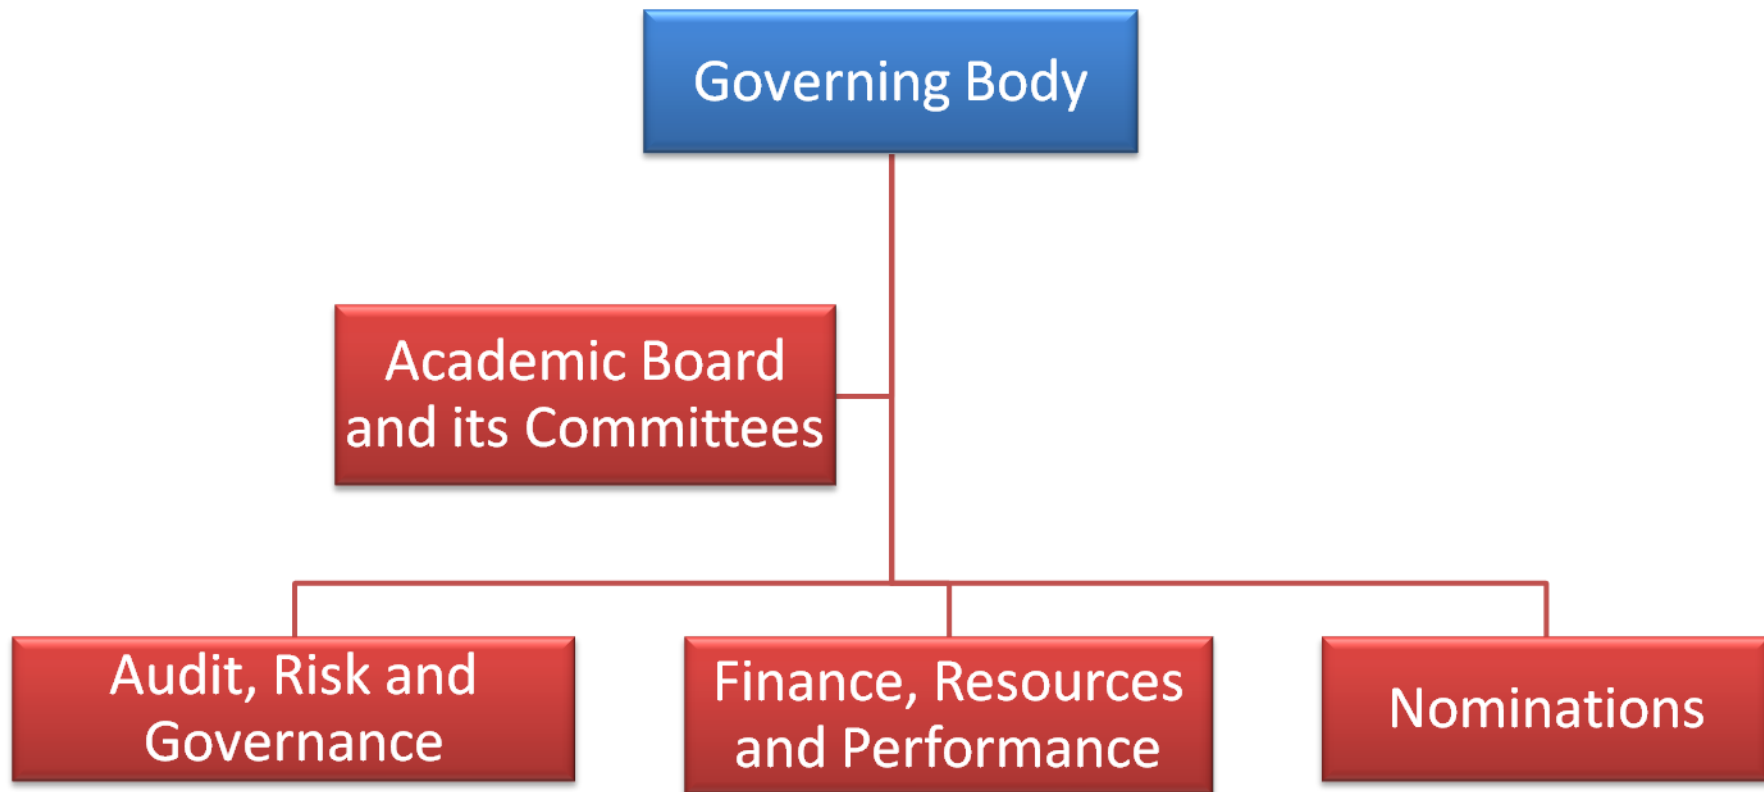 Governing Body
Academic Board
and its Committees
Audit, Risk and
Governance
Finance, Resources
and Performance
Nominations